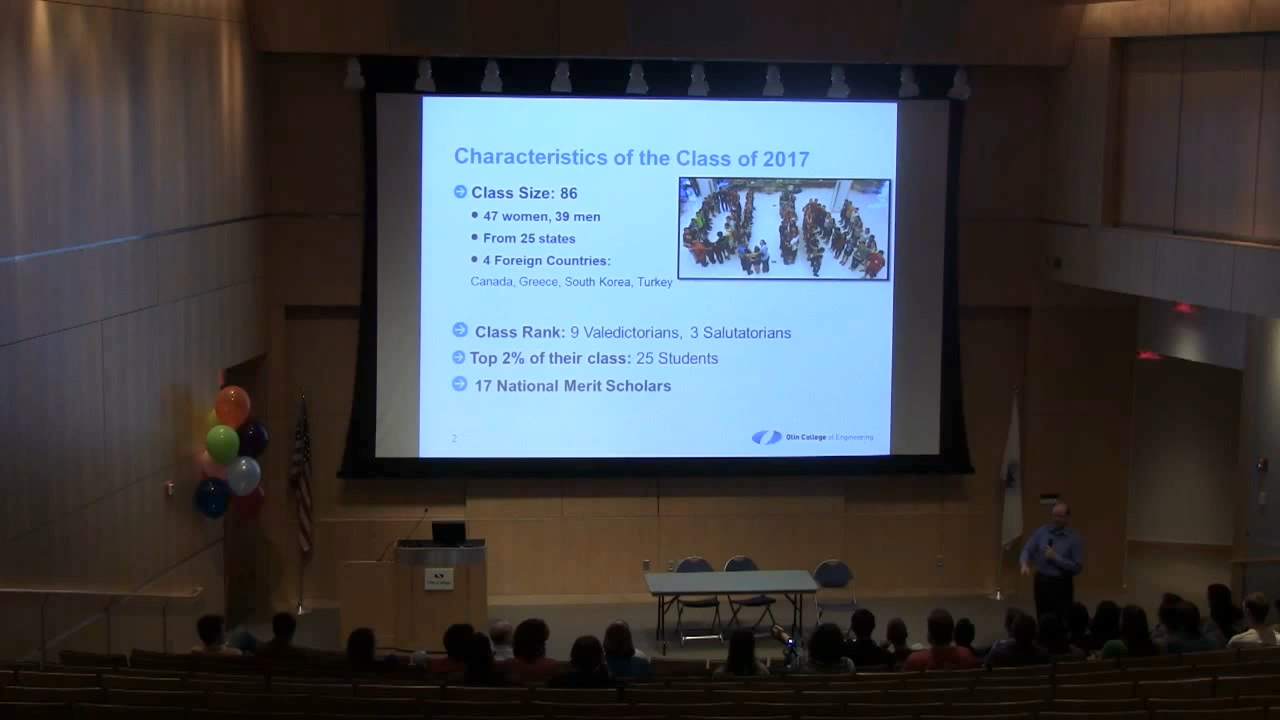 Characteristics of the Class of 2017
Class Size: 86
47 women, 39 men
From 25 states
4 Foreign Countries:
Canada, Greece, South Korea, Turkey
Class Rank: 9 Valedictorians, 3 Salutatorians
Top 2% of their class: 25 Students
17 National Merit Scholars
2
Olin College of Engineering